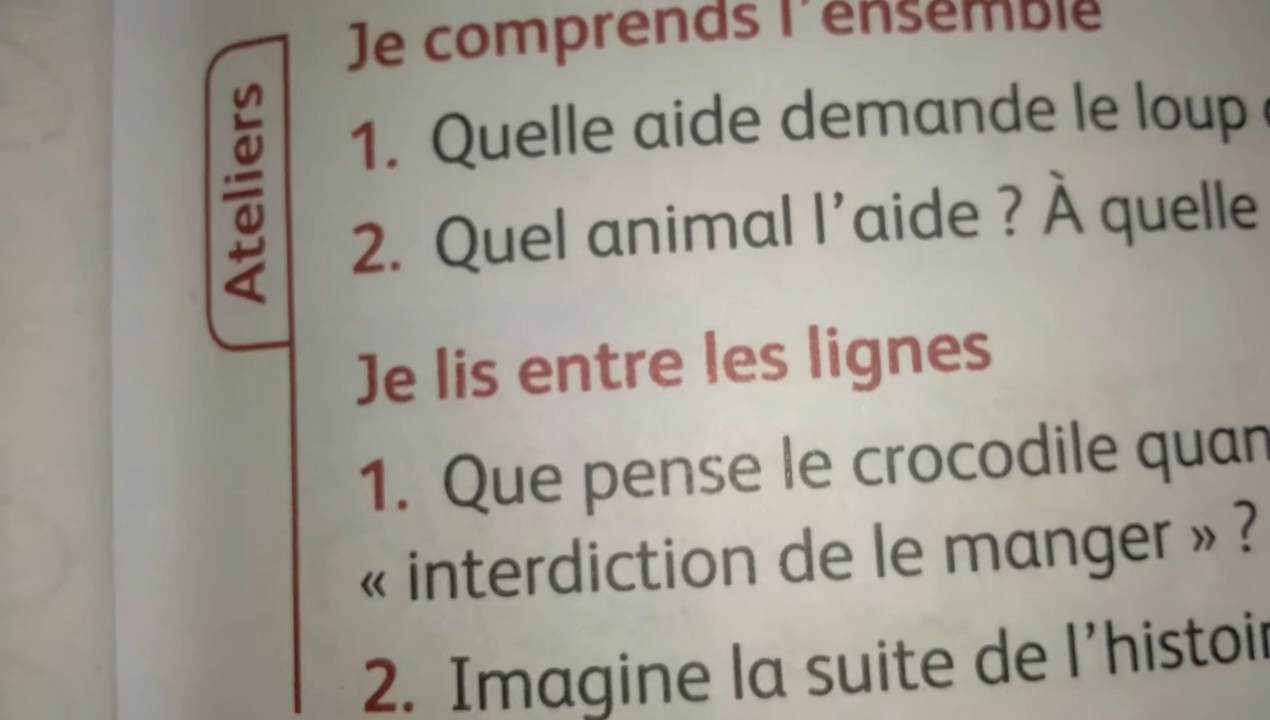 Je comprends l'ensemble
Ateliers
1. Quelle aide demande le loup
2. Quel animal l'aide ? À quelle
Je lis entre les lignes
1. Que pense le crocodile
« interdiction de le manger » ?
2. Imagine la suite de